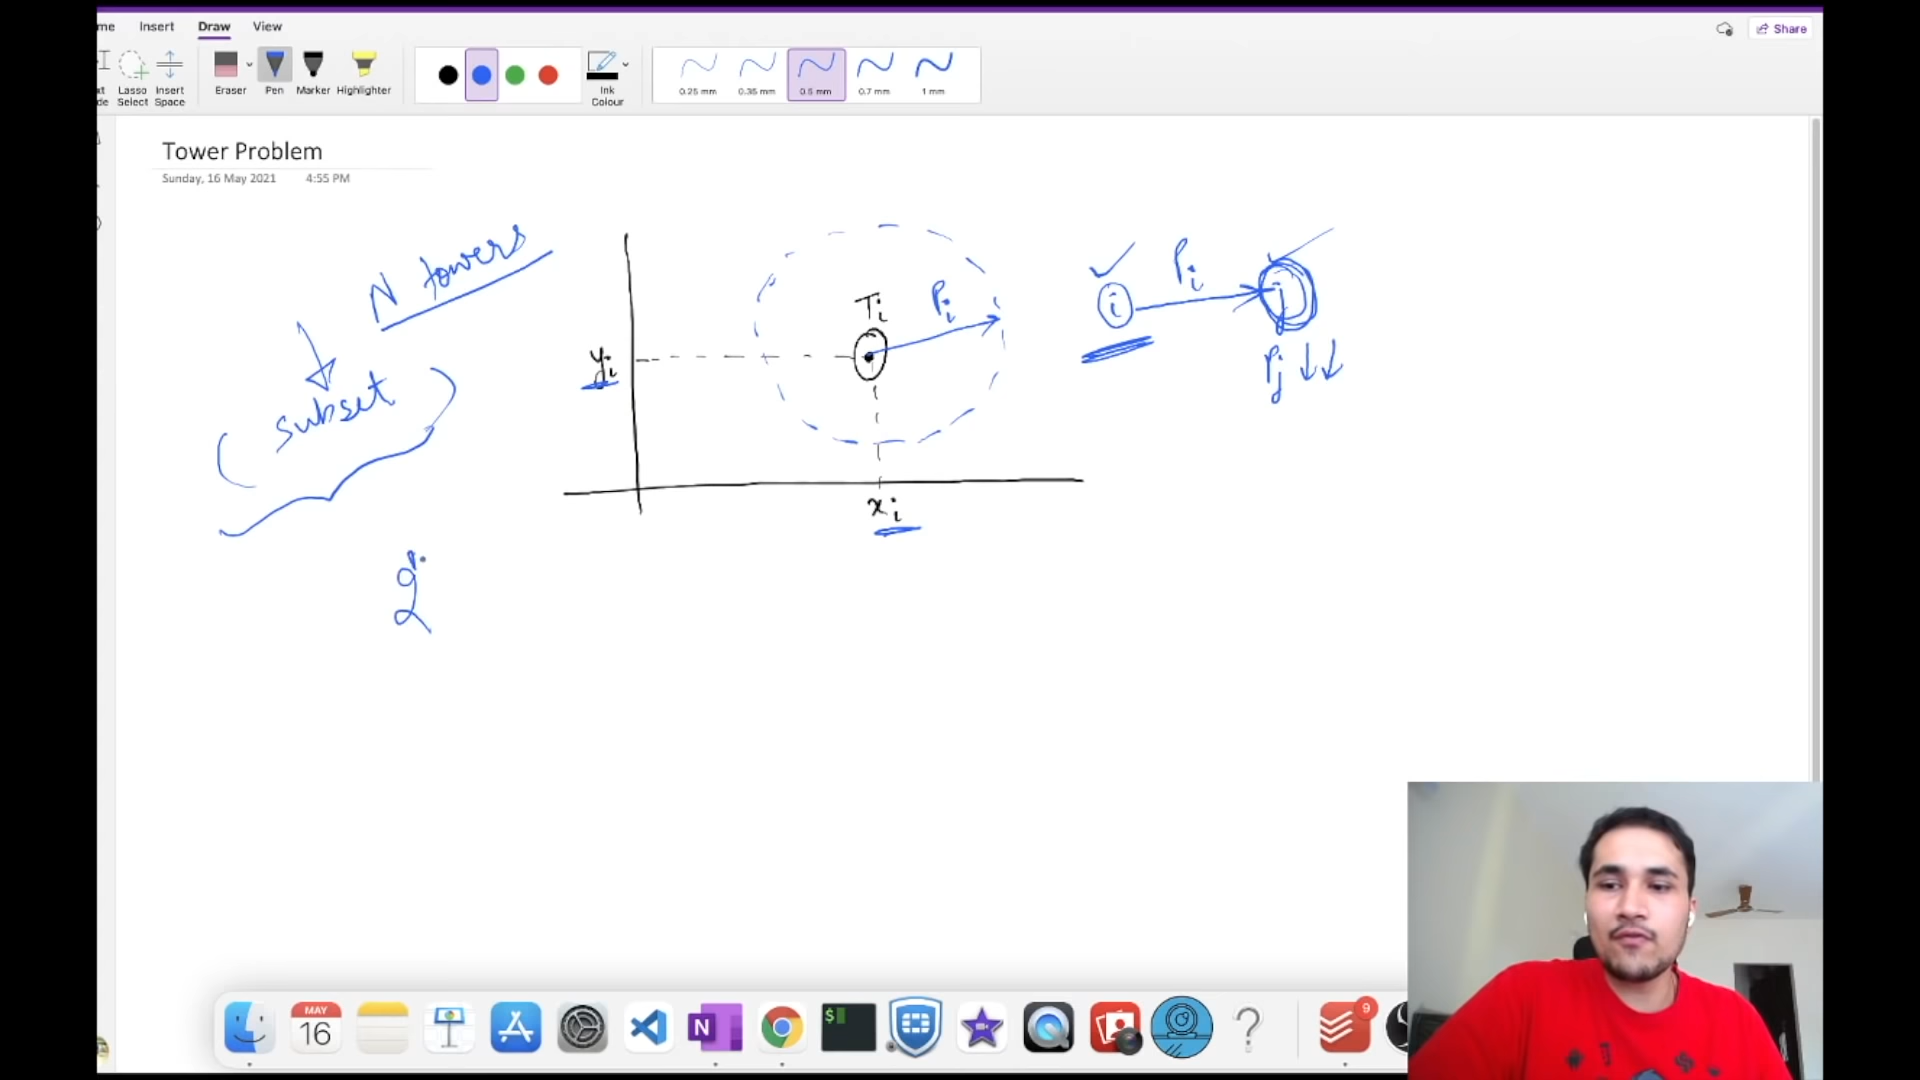 me Insert Draw View
Share
Lasso Select
Insert Space
Eraser
Pen
Marker
Highlighter
Ink Colour
0.25 mm
0.35 mm
0.5 mm
0.7 mm
1 mm
Tower Problem
Sunday, 16 May 2021 4:55 PM
N towers
subset
Ti
Pi
yi
xi
i
Pi
j
Pj ↓↓
2
MAY
16
N
$
?
9